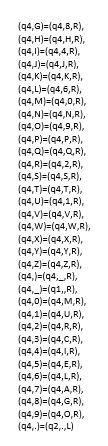 (q4,G)=(q4,8,R),
(q4,H)=(q4,H,R),
(q4,I)=(q4,4,R),
(q4,J)=(q4,J,R),
(q4,K)=(q4,K,R),
(q4,L)=(q4,6,R),
(q4,M)=(q4,0,R),
(q4,N)=(q4,N,R),
(q4,O)=(q4,9,R),
(q4,P)=(q4,P,R),
(q4,Q)=(q4,Q,R),
(q4,R)=(q4,2,R),
(q4,S)=(q4,S,R),
(q4,T)=(q4,T,R),
(q4,U)=(q4,1,R),
(q4,V)=(q4,V,R),
(q4,W)=(q4,W,R),
(q4,X)=(q4,X,R),
(q4,Y)=(q4,Y,R),
(q4,Z)=(q4,Z,R),
(q4,)=(q4,_,R),
(q4,_)=(q1,,R),
(q4,0)=(q4,M,R),
(q4,1)=(q4,U,R),
(q4,2)=(q4,R,R),
(q4,3)=(q4,C,R),
(q4,4)=(q4,I,R),
(q4,5)=(q4,E,R),
(q4,6)=(q4,L,R),
(q4,7)=(q4,A,R),
(q4,8)=(q4,G,R),
(q4,9)=(q4,O,R),
(q4,.)=(q2,.,L)